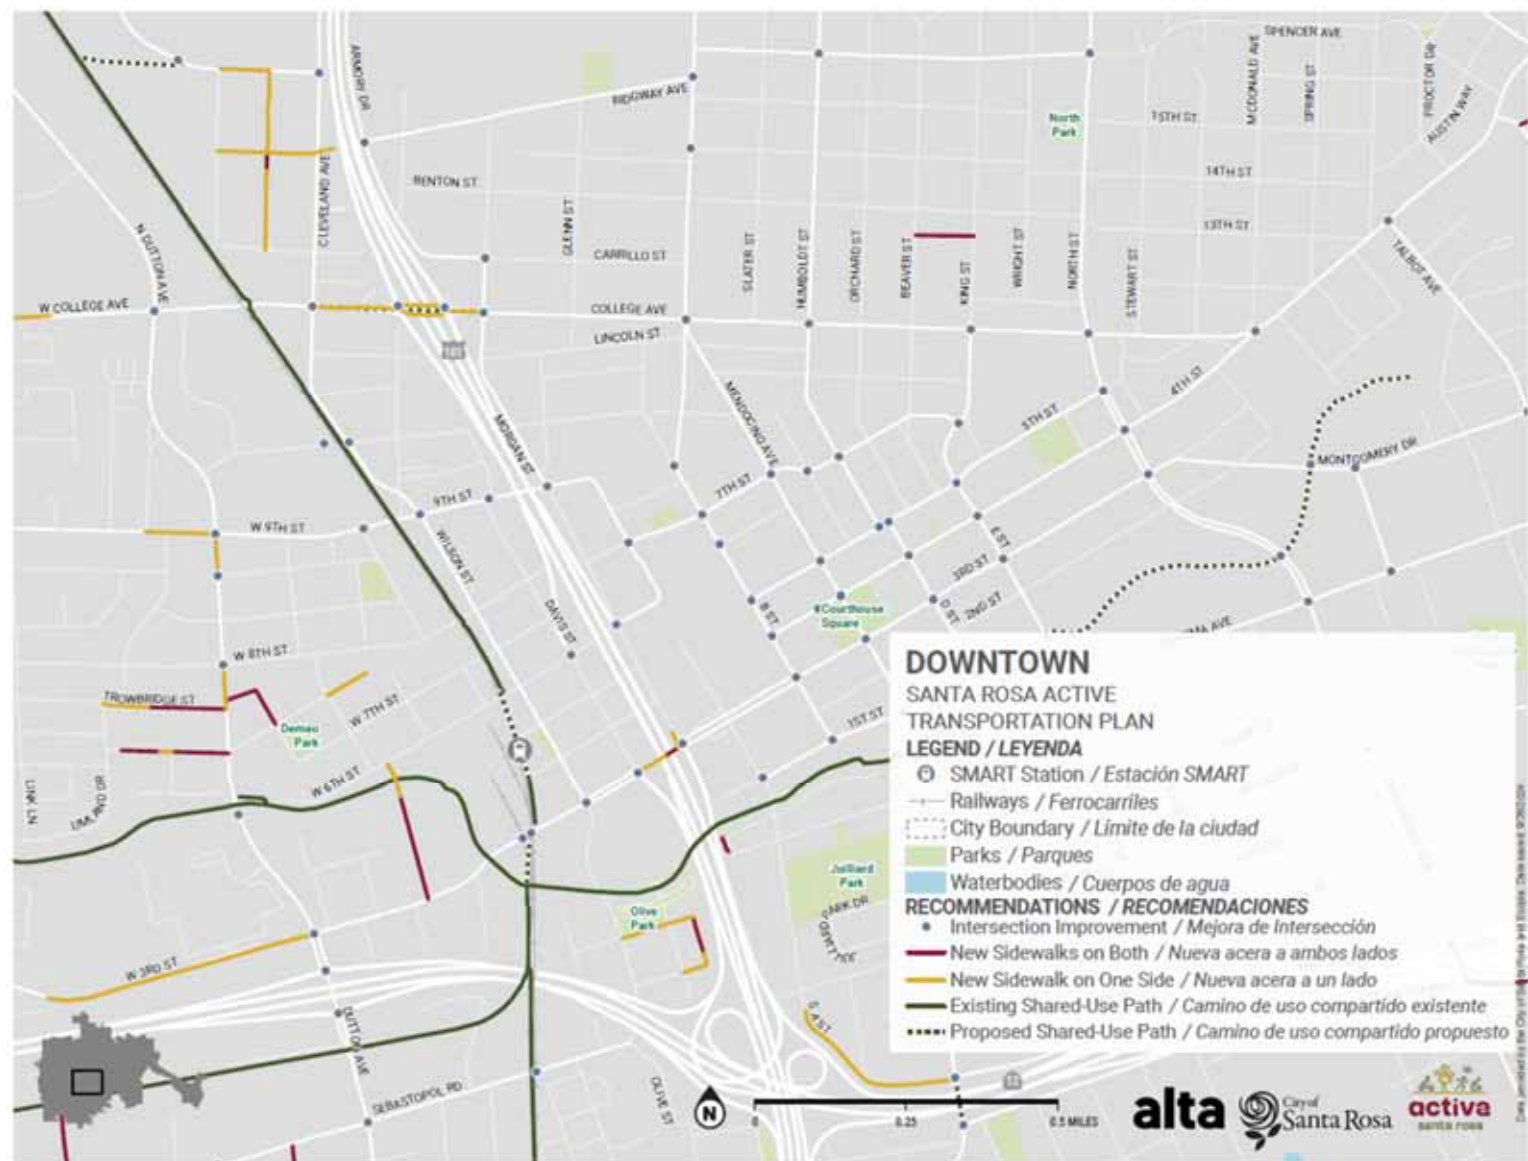 SPENCER AVE
ARMORY DR
MCDONALD AVE
SPRING ST
PROCTOR DR
RIDGWAY AVE
AUSTIN WAY
North
Park
15TH ST
CLEVELAND AVE
BENTON ST
14TH ST
GLENN ST
13TH ST
N DUTTON AVE
CARRILLO ST
SLATER ST
HUMBOLDT ST
ORCHARD ST
BEAVER ST
KING ST
WRIGHT ST
NORTH ST
STEWART ST
TALBOT AVE
W COLLEGE AVE
COLLEGE AVE
LINCOLN ST
MENDOCINO AVE
4TH ST
5TH ST
MORGAN ST
MONTGOMERY DR
7TH ST
9TH ST
W 9TH ST
WILSON ST
E ST
3RD ST
DAVIS ST
B ST
Courthouse
Square
D ST
2ND ST
W 8TH ST
TROWBRIDGE ST
W 7TH ST
Demeo
Park
1ST ST
W 6TH ST
LINK LN
Juilliard
Park
Olive
Park
W 3RD ST
S A ST
DUTTON AVE
SEBASTOPOL RD
OLIVE ST
DOWNTOWN
SANTA ROSA ACTIVE
TRANSPORTATION PLAN
LEGEND / LEYENDA
SMART Station / Estación SMART
Railways / Ferrocarriles
City Boundary / Límite de la ciudad
Parks / Parques
Waterbodies / Cuerpos de agua
RECOMMENDATIONS / RECOMENDACIONES
Intersection Improvement / Mejora de Intersección
New Sidewalks on Both / Nueva acera a ambos lados
New Sidewalk on One Side / Nueva acera a un lado
Existing Shared-Use Path / Camino de uso compartido existente
Proposed Shared-Use Path / Camino de uso compartido propuesto
N
0
0.25
0.5 MILES
alta
City of
Santa Rosa
activa
santa rosa